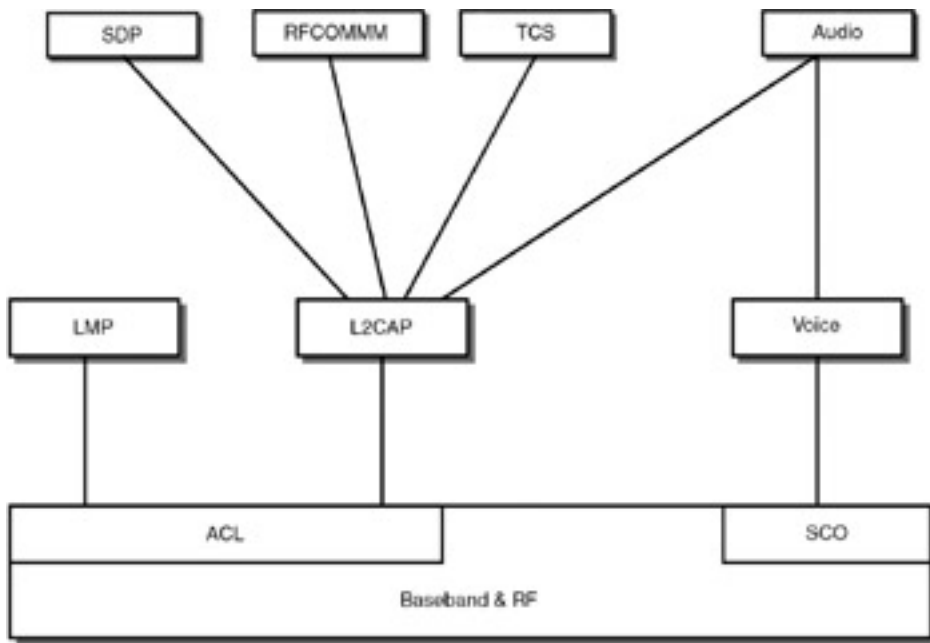 SDP
RFCOMMM
TCS
Audio
LMP
L2CAP
Voice
ACL
SCO
Baseband & RF